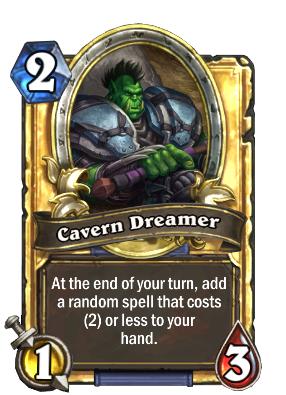 2
Cavern Dreamer
At the end of your turn, add
a random spell that costs
(2) or less to your
hand.
1
3